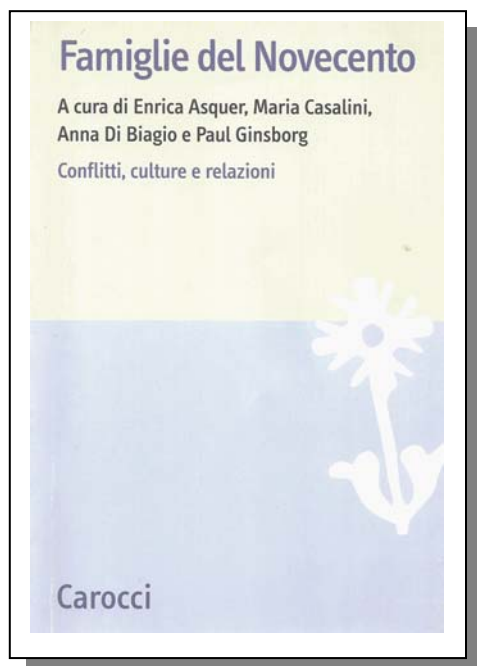 Famiglie del Novecento
A cura di Enrica Asquer, Maria Casalini,
Anna Di Biagio e Paul Ginsborg
Conflitti, culture e relazioni
Carocci